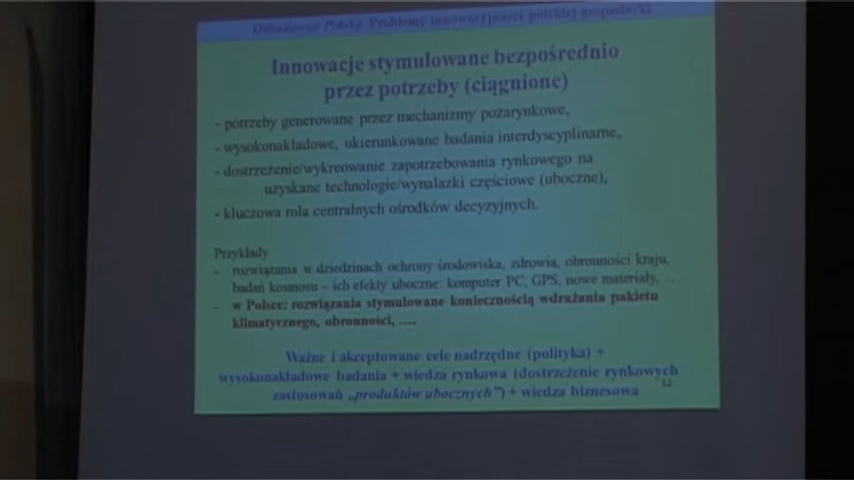 Odbudować Polskę. Problemy innowacyjności polskiej gospodarki
Innowacje stymulowane bezpośrednio
przez potrzeby (ciągnione)
- potrzeby generowane przez mechanizmy pozarynkowe,
- wysokonakładowe, ukierunkowane badania interdyscyplinarne,
- dostrzeżenie/wykreowanie zapotrzebowania rynkowego na
uzyskane technologie/wynalazki częściowe (uboczne),
- kluczowa rola centralnych ośrodków decyzyjnych.
Przykłady
- rozwiązania w dziedzinach ochrony środowiska, zdrowia, obronności kraju,
badań kosmosu – ich efekty uboczne: komputer PC, GPS, nowe materiały, …
- w Polsce: rozwiązania stymulowane koniecznością wdrażania pakietu
klimatycznego, obronności, ....
Ważne i akceptowane cele nadrzędne (polityka) +
wysokonakładowe badania + wiedza rynkowa (dostrzeżenie rynkowych
zastosowań „produktów ubocznych") + wiedza biznesowa
12